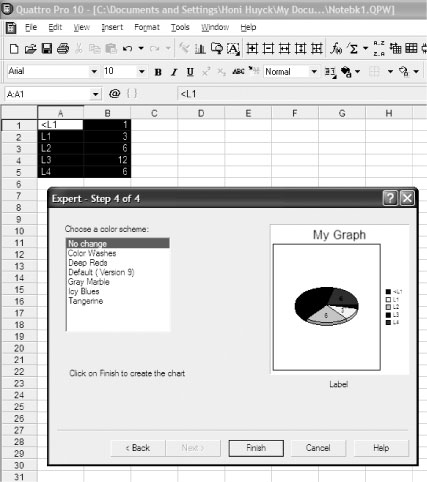 Quattro Pro 10 - [C:\Documents and Settings\Honi Huyck\My Docu...\Notebk1.QPW]
File Edit View Insert Format Tools Window Help
Arial 10 B I U ABC Normal
A:A1 @ { } <L1
A B C D E F G H
1 <L1 1
2 L1 3
3 L2 6
4 L3 12
5 L4 6
6
7
8
9
10
11
12
13
14
15
16
17
18
19
20
21
22
23
24
25
26
27
28
29
30
31
Expert - Step 4 of 4
Choose a color scheme:
No change
Color Washes
Deep Reds
Default ( Version 9)
Gray Marble
Icy Blues
Tangerine
Click on Finish to create the chart
My Graph
6
3
6
<L1
L1
L2
L3
L4
Label
< Back Next > Finish Cancel Help